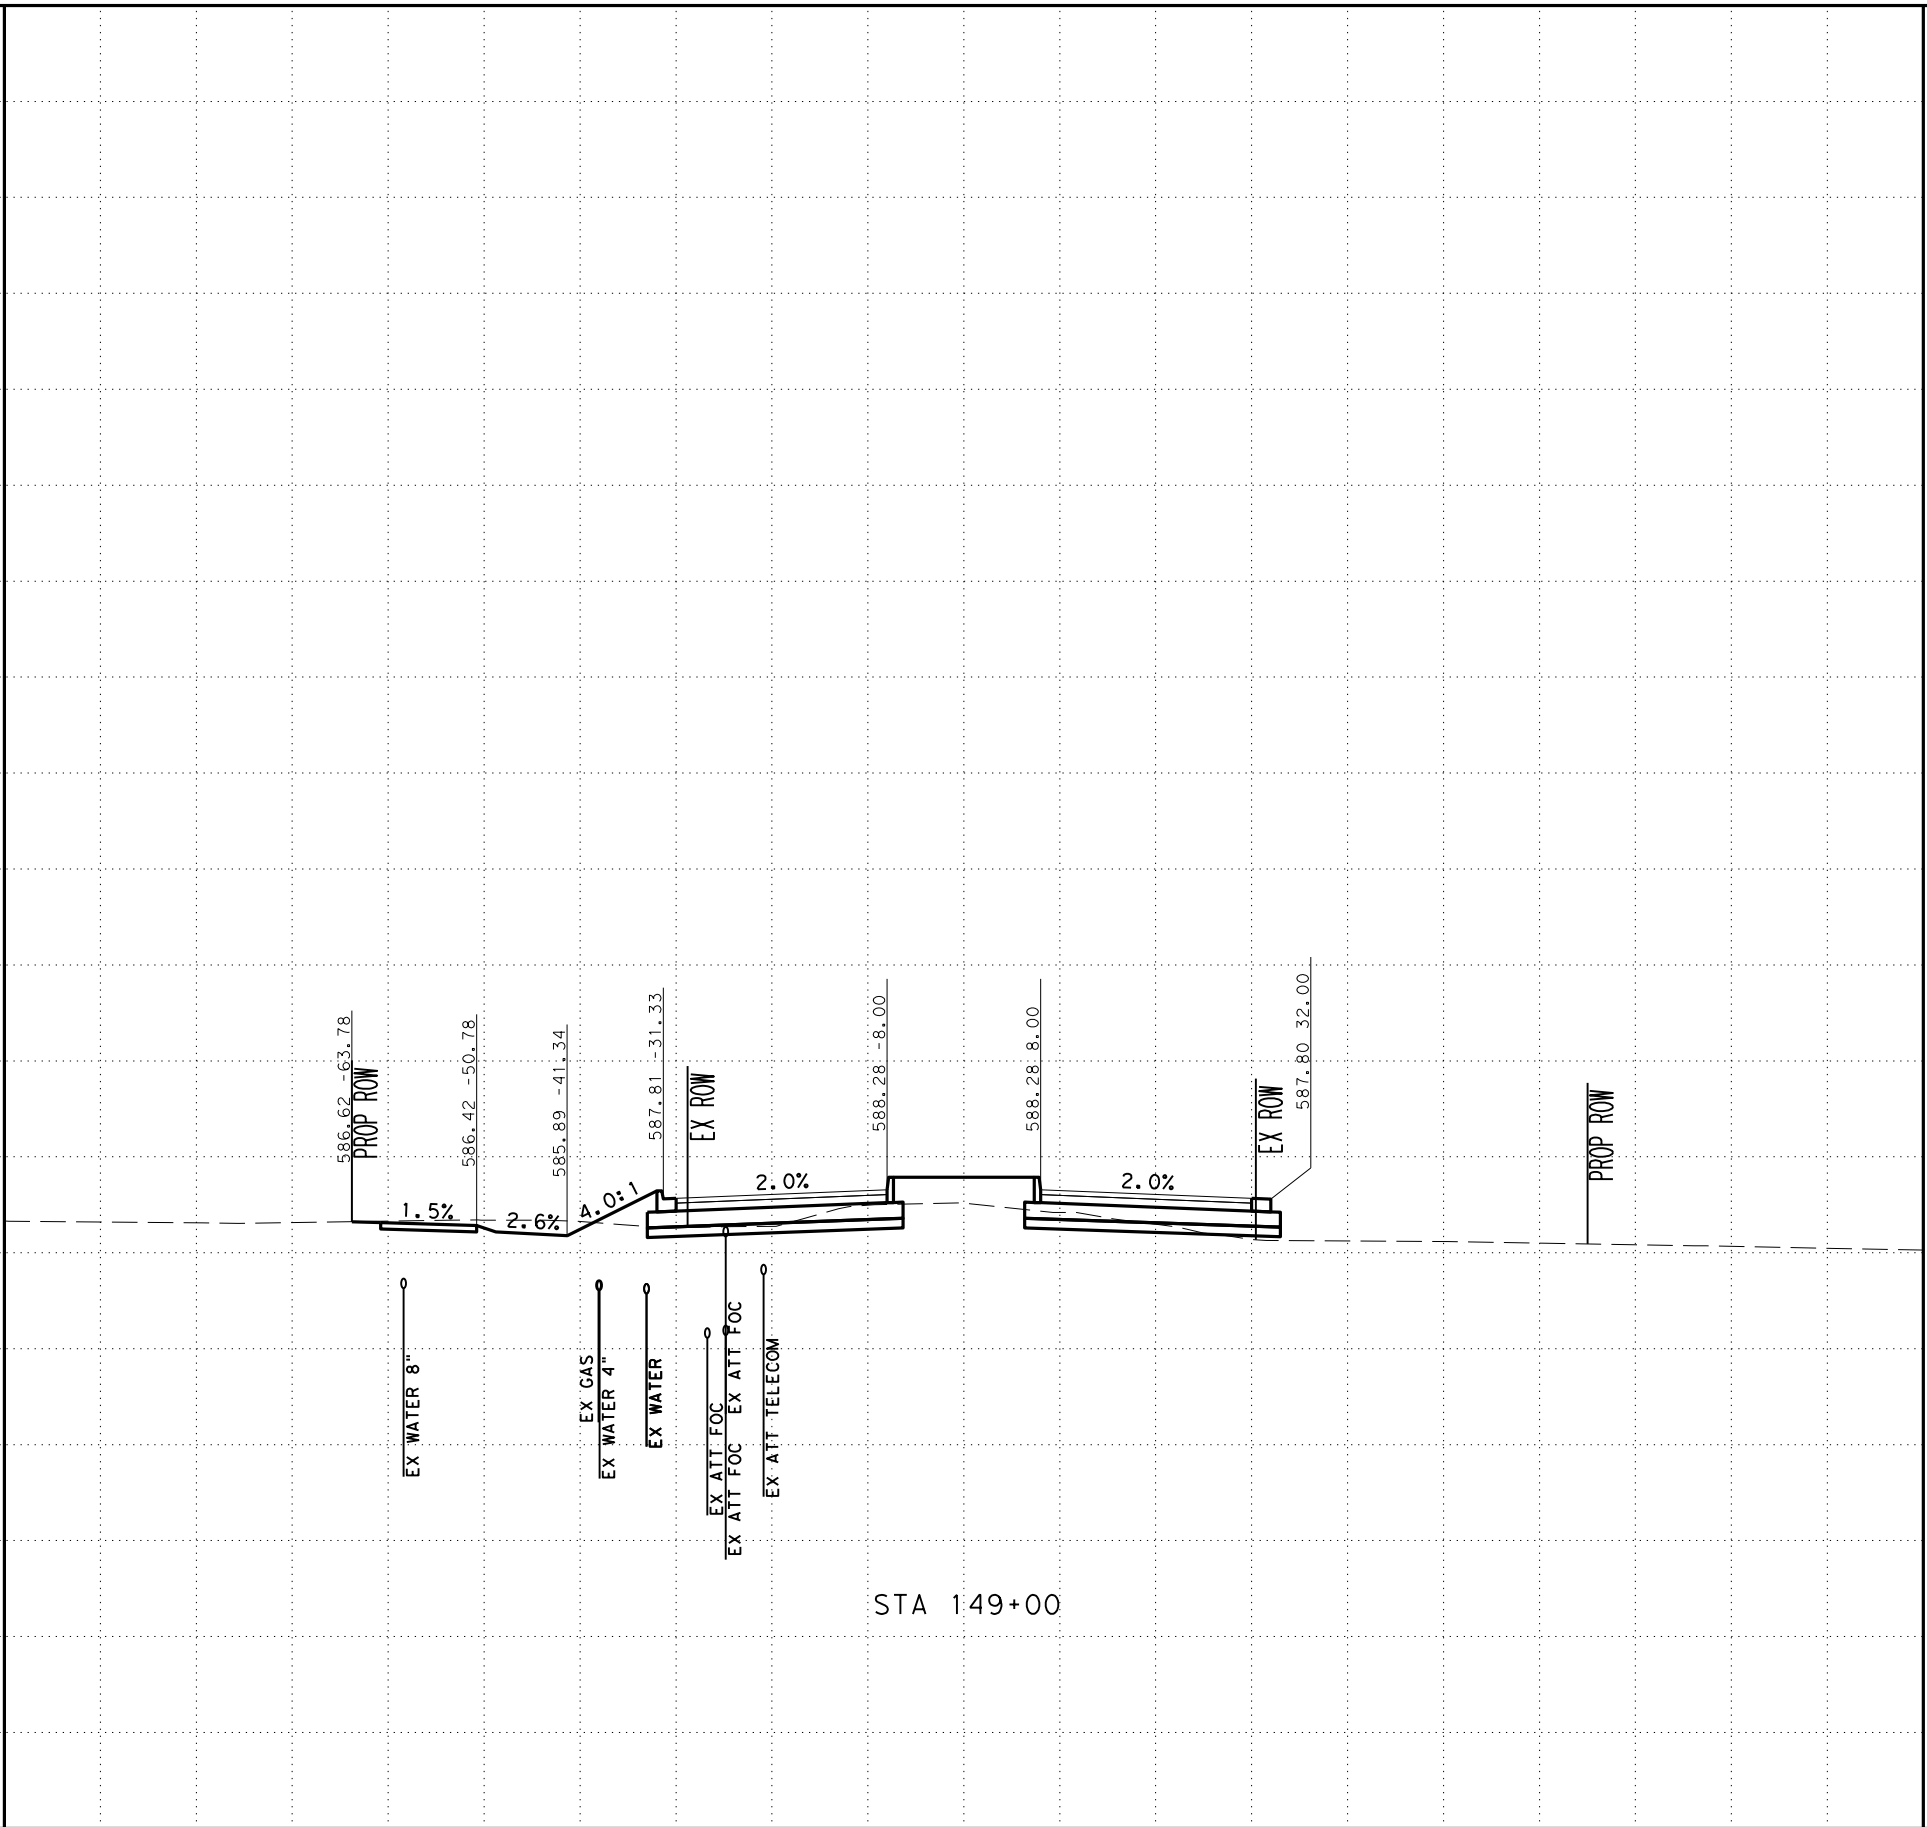 586.62 -63.78
PROP ROW
586.42 -50.78
585.89 -41.34
587.81 -31.33
EX ROW
588.28 -8.00
588.28 8.00
EX ROW
587.80 32.00
PROP ROW
1.5%
2.6%
4.0:1
2.0%
2.0%
EX WATER 8"
EX GAS
EX WATER 4"
EX WATER
EX ATT FOC
EX ATT FOC
EX ATT FOC
EX ATT TELECOM
STA 149+00